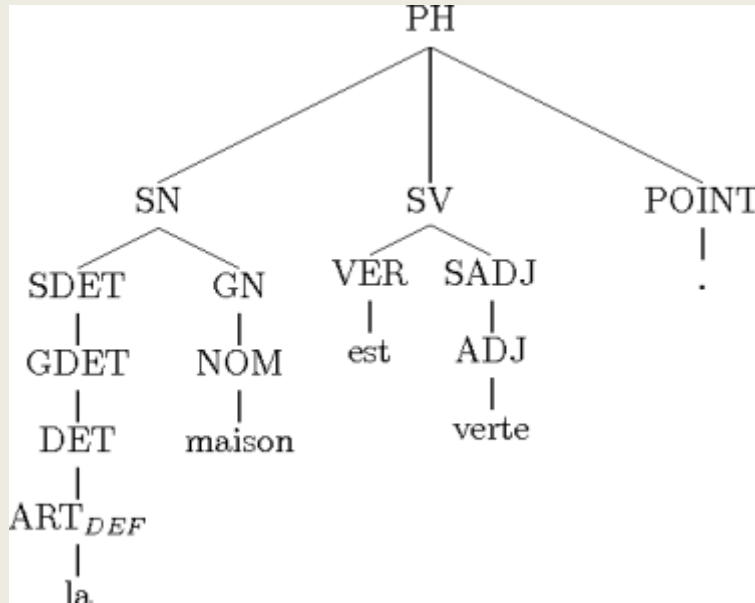 PH
SN SV POINT
SDET GN VER SADJ .
GDET NOM est ADJ
DET maison verte
ART_DEF
la